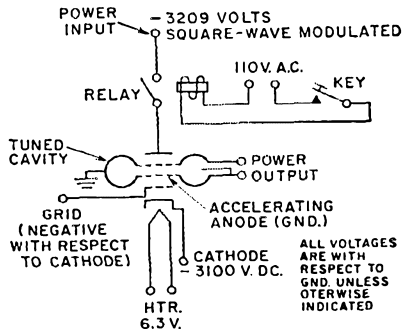 POWER
INPUT
– 3209 VOLTS
SQUARE-WAVE MODULATED
RELAY
110V. A.C.
KEY
TUNED
CAVITY
POWER
OUTPUT
GRID
(NEGATIVE
WITH RESPECT
TO CATHODE)
ACCELERATING
ANODE (GND.)
CATHODE
– 3100 V. DC.
HTR.
6.3 V.
ALL VOLTAGES
ARE WITH
RESPECT TO
GND. UNLESS
OTERWISE
INDICATED